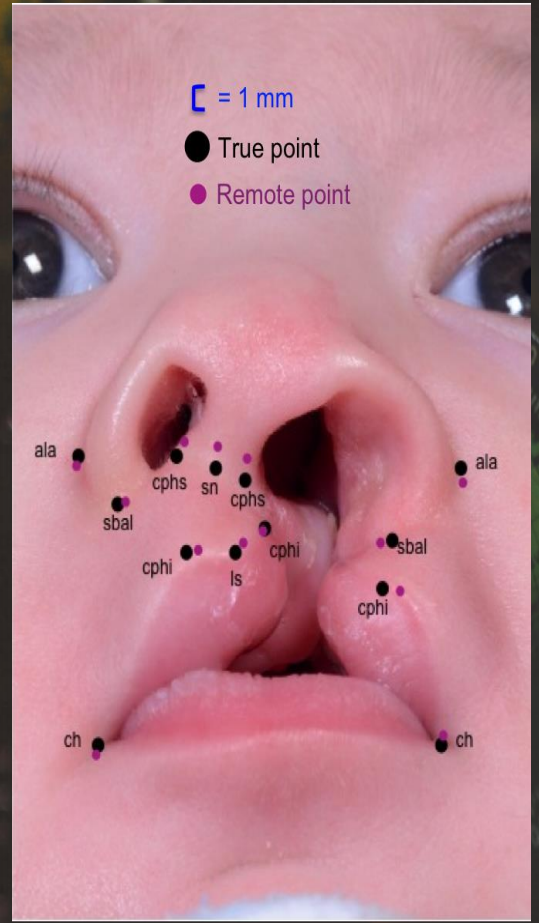 = 1 mm
True point
Remote point
ala
ala
cphs
sn
cphs
sbal
cphi
sbal
cphi
ls
cphi
ch
ch